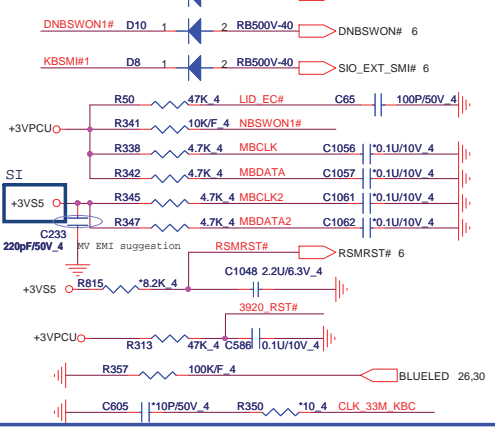 DNBSWON1# D10 1 2 RB500V-40 DNBSWON# 6
KBSMI#1 D8 1 2 RB500V-40 SIO_EXT_SMI# 6
R50 47K_4 LID_EC# C65 100P/50V_4
+3VPCU R341 10K/F_4 NBSWON1#
R338 4.7K_4 MBCLK C1056 *0.1U/10V_4
R342 4.7K_4 MBDATA C1057 *0.1U/10V_4
SI
+3VS5 R345 4.7K_4 MBCLK2 C1061 *0.1U/10V_4
R347 4.7K_4 MBDATA2 C1062 *0.1U/10V_4
C233
220pF/50V_4 MV EMI suggestion
RSMRST# RSMRST# 6
+3VS5 R815 *8.2K_4 C1048 2.2U/6.3V_4
3920_RST#
+3VPCU R313 47K_4 C586 0.1U/10V_4
R357 100K/F_4 BLUELED 26,30
C605 *10P/50V_4 R350 *10_4 CLK_33M_KBC